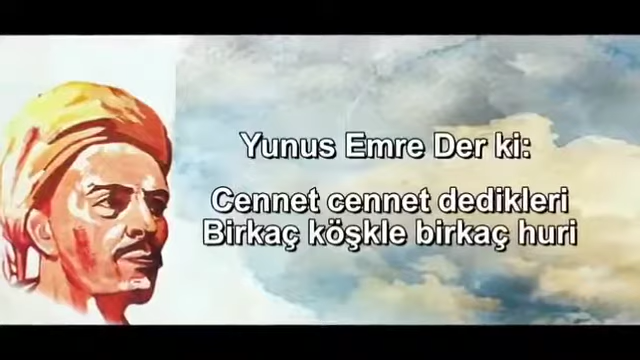 Yunus Emre Der ki:
Cennet cennet dedikleri
Birkaç köşkle birkaç huri